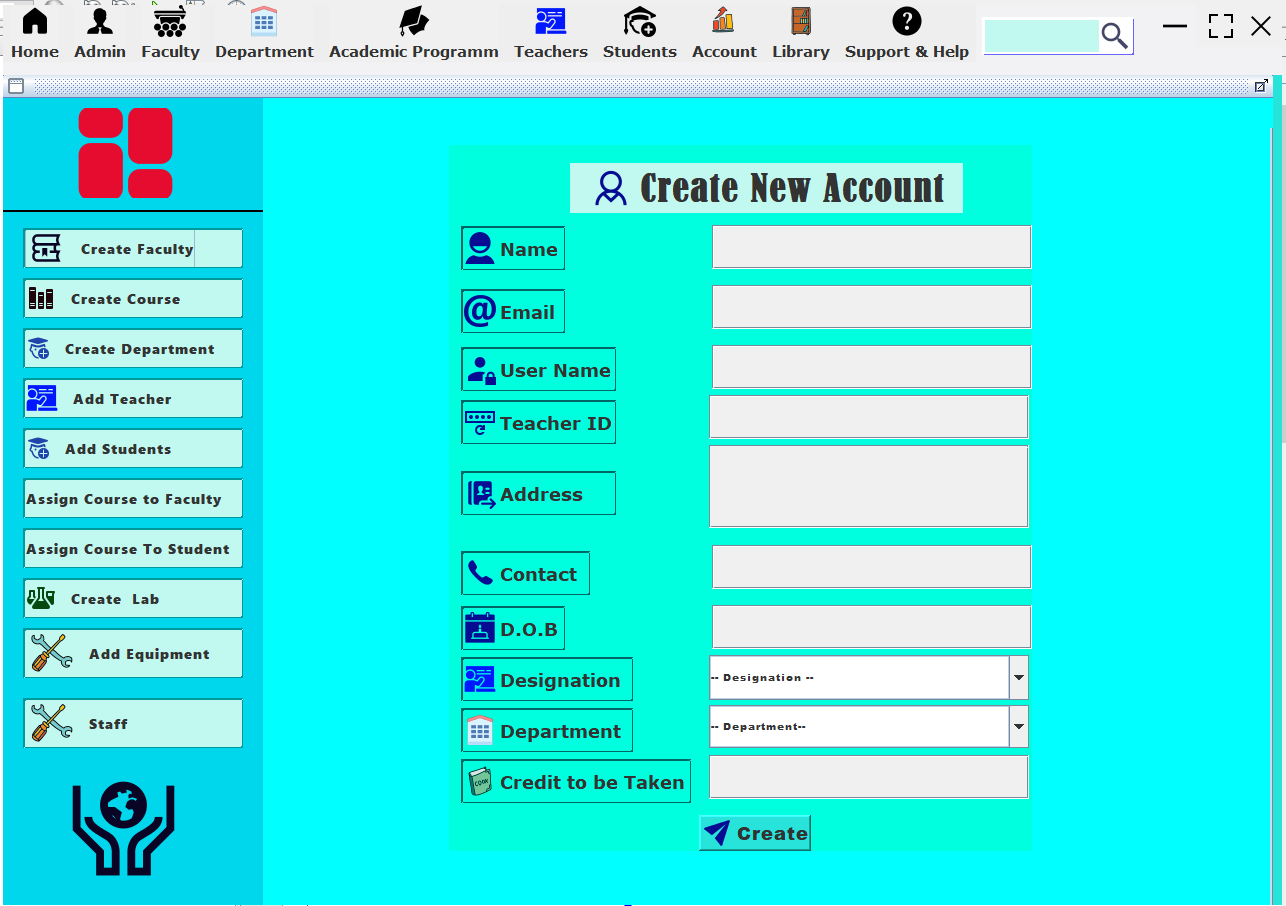 Home Admin Faculty Department Academic Programm Teachers Students Account Library Support & Help
Create New Account
Create Faculty
Create Course
Create Department
Add Teacher
Add Students
Assign Course to Faculty
Assign Course To Student
Create Lab
Add Equipment
Staff
Name
Email
User Name
Teacher ID
Address
Contact
D.O.B
Designation
-- Designation --
Department
-- Department--
Credit to be Taken
Create